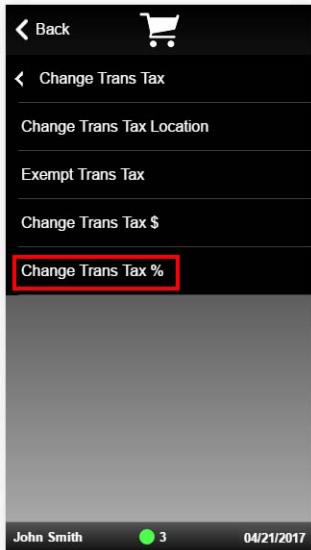 Back
Change Trans Tax
Change Trans Tax Location
Exempt Trans Tax
Change Trans Tax $
Change Trans Tax %
John Smith 3 04/21/2017